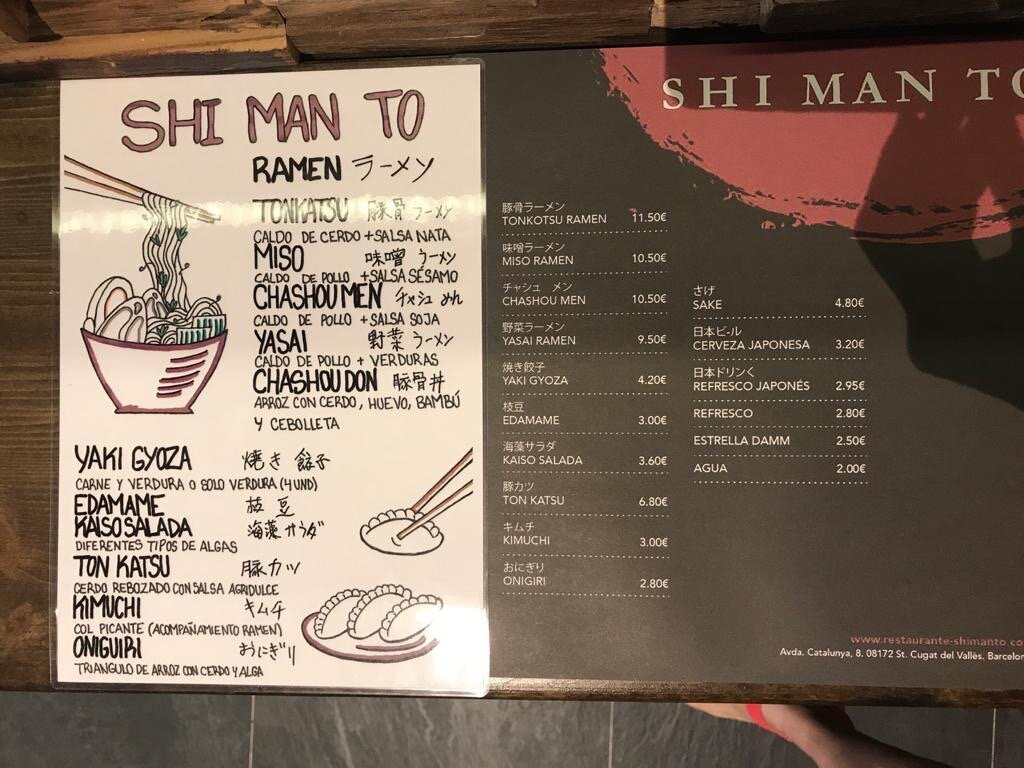 SHI MAN TO
RAMEN ラーメン
TONKATSU 豚骨 ラーメン
CALDO DE CERDO + SALSA NATA
MISO 味噌 ラーメン
CALDO DE POLLO + SALSA SÉSAMO
CHASHOU MEN チャシュ めん
CALDO DE POLLO + SALSA SOJA
YASAI 野菜 ラーメン
CALDO DE POLLO + VERDURAS
CHASHOU DON 豚骨丼
ARROZ CON CERDO, HUEVO, BAMBÚ
Y CEBOLLETA
YAKI GYOZA 焼き 餃子
CARNE Y VERDURA O SOLO VERDURA (4 UND)
EDAMAME 枝豆
KAISO SALADA 海藻 サラダ
DIFERENTES TIPOS DE ALGAS
TON KATSU 豚カツ
CERDO REBOZADO CON SALSA AGRIDULCE
KIMUCHI キムチ
COL PICANTE (ACOMPAÑAMIENTO RAMEN)
ONIGUIRI おにぎり
TRIANGULO DE ARROZ CON CERDO Y ALGA
SHI MAN TO
豚骨ラーメン
TONKOTSU RAMEN 11.50€
味噌ラーメン
MISO RAMEN 10.50€
チャシュ メン
CHASHOU MEN 10.50€
野菜ラーメン
YASAI RAMEN 9.50€
焼き餃子
YAKI GYOZA 4.20€
枝豆
EDAMAME 3.00€
海藻サラダ
KAISO SALADA 3.60€
豚カツ
TON KATSU 6.80€
キムチ
KIMUCHI 3.00€
おにぎり
ONIGIRI 2.80€
さげ
SAKE 4.80€
日本ビール
CERVEZA JAPONESA 3.20€
日本ドリンく
REFRESCO JAPONÉS 2.95€
REFRESCO 2.80€
ESTRELLA DAMM 2.50€
AGUA 2.00€
www.restaurante-shimanto.co
Avda. Catalunya, 8. 08172 St. Cugat del Vallès. Barcelon